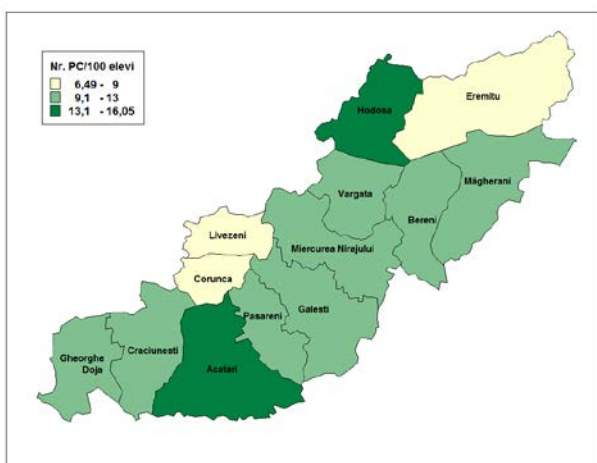 Nr. PC/100 elevi
6,49 - 9
9,1 - 13
13,1 - 16,05
Hodosa
Eremitu
Vargata
Măgherani
Bereni
Livezeni
Miercurea Nirajului
Corunca
Pasareni
Galesti
Craciunesti
Gheorghe
Doja
Acatari